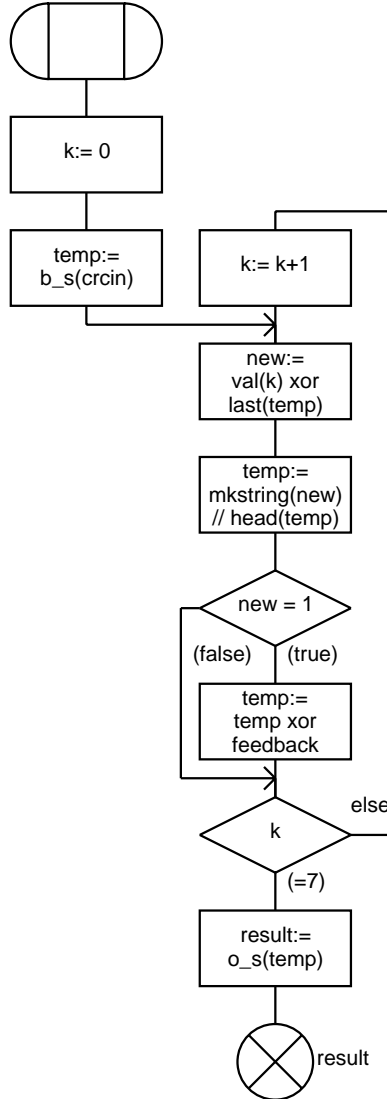 k:= 0
temp:=
b_s(crcin)
k:= k+1
new:=
val(k) xor
last(temp)
temp:=
mkstring(new)
// head(temp)
new = 1
(false)
(true)
temp:=
temp xor
feedback
k
else
(=7)
result:=
o_s(temp)
result